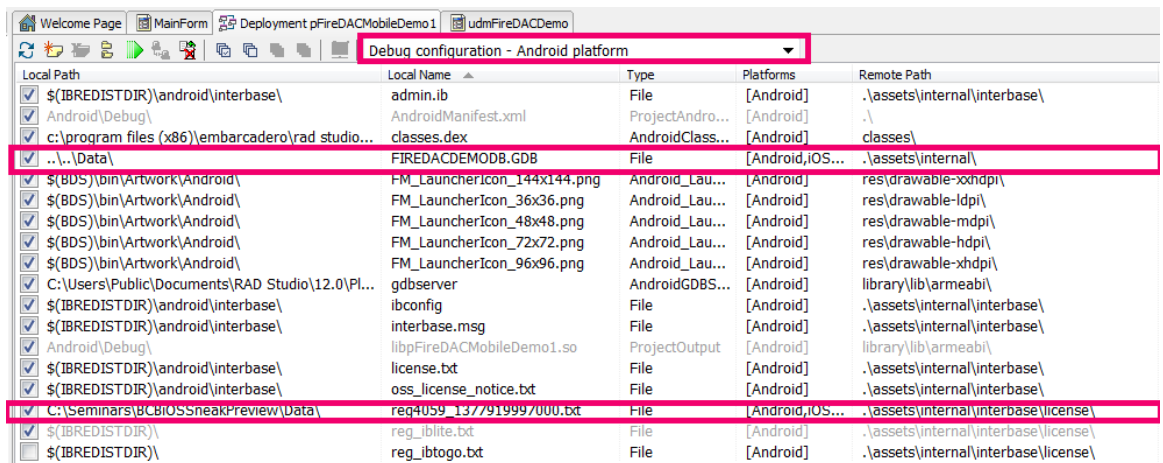 Welcome Page MainForm Deployment pFireDACMobileDemo1 udmFireDACDemo
Debug configuration - Android platform
Local Path Local Name Type Platforms Remote Path
$(IBREDISTDIR)\android\interbase\ admin.ib File [Android] .\assets\internal\interbase\
Android\Debug\ AndroidManifest.xml ProjectAndro... [Android] .\
c:\program files (x86)\embarcadero\rad studio... classes.dex AndroidClass... [Android] classes\
..\..\Data\ FIREDACDEMODB.GDB File [Android,iOS... .\assets\internal\
$(BDS)\bin\Artwork\Android\ FM_LauncherIcon_144x144.png Android_Lau... [Android] res\drawable-xxhdpi\
$(BDS)\bin\Artwork\Android\ FM_LauncherIcon_36x36.png Android_Lau... [Android] res\drawable-ldpi\
$(BDS)\bin\Artwork\Android\ FM_LauncherIcon_48x48.png Android_Lau... [Android] res\drawable-mdpi\
$(BDS)\bin\Artwork\Android\ FM_LauncherIcon_72x72.png Android_Lau... [Android] res\drawable-hdpi\
$(BDS)\bin\Artwork\Android\ FM_LauncherIcon_96x96.png Android_Lau... [Android] res\drawable-xhdpi\
C:\Users\Public\Documents\RAD Studio\12.0\Pl... gdbserver AndroidGDBS... [Android] library\lib\armeabi\
$(IBREDISTDIR)\android\interbase\ ibconfig File [Android] .\assets\internal\interbase\
$(IBREDISTDIR)\android\interbase\ interbase.msg File [Android] .\assets\internal\interbase\
Android\Debug\ libpFireDACMobileDemo1.so ProjectOutput [Android] library\lib\armeabi\
$(IBREDISTDIR)\android\interbase\ license.txt File [Android] .\assets\internal\interbase\
$(IBREDISTDIR)\android\interbase\ oss_license_notice.txt File [Android] .\assets\internal\interbase\
C:\Seminars\BCBiOSSneakPreview\Data\ reg4059_1377919997000.txt File [Android,iOS... .\assets\internal\interbase\license\
$(IBREDISTDIR)\ reg_iblite.txt File [Android] .\assets\internal\interbase\license\
$(IBREDISTDIR)\ reg_ibtogo.txt File [Android] .\assets\internal\interbase\license\